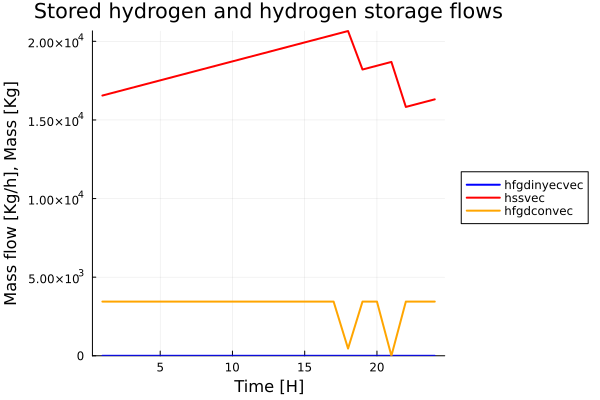 Stored hydrogen and hydrogen storage flows
Mass flow [Kg/h], Mass [Kg]
2.00×10⁴
1.50×10⁴
1.00×10⁴
5.00×10³
0
5 10 15 20
Time [H]
hfgdinyecvec
hssvec
hfgdconvec